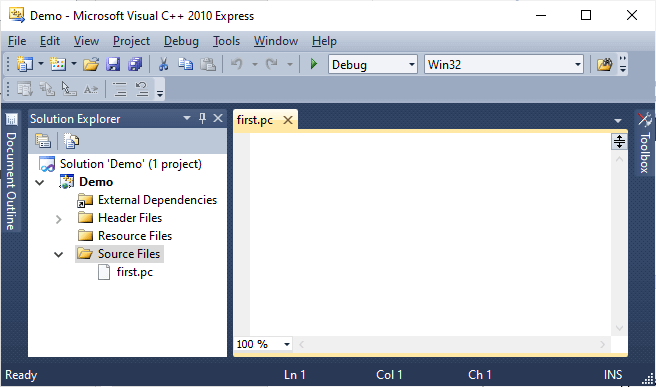 Demo - Microsoft Visual C++ 2010 Express
File Edit View Project Debug Tools Window Help
Debug Win32
Document Outline
Solution Explorer
Solution 'Demo' (1 project)
Demo
External Dependencies
Header Files
Resource Files
Source Files
first.pc
first.pc
100 %
Toolbox
Ready Ln 1 Col 1 Ch 1 INS